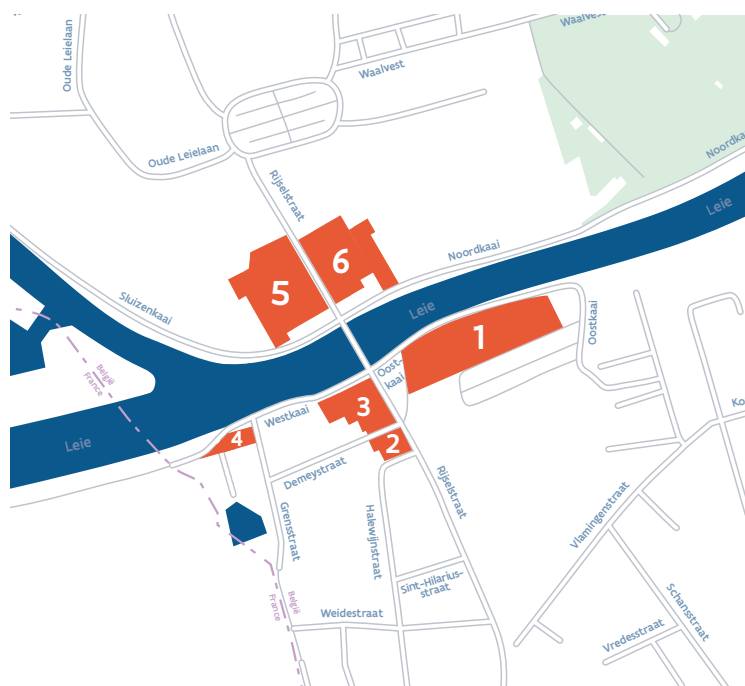 Oude Leielaan
Waalvest
Waalvest
Oude Leielaan
Rijselstraat
Noordkaai
Leie
6
Noordkaai
5
Sluizenkaai
Leie
1
Oostkaai
België
France
Oost-
kaai
Westkaai
3
4
2
Leie
Demeystraat
Rijselstraat
Grensstraat
Halewijnstraat
Vlamingenstraat
Sint-Hilarius-
straat
België
France
Weidestraat
Schansstraat
Vredesstraat